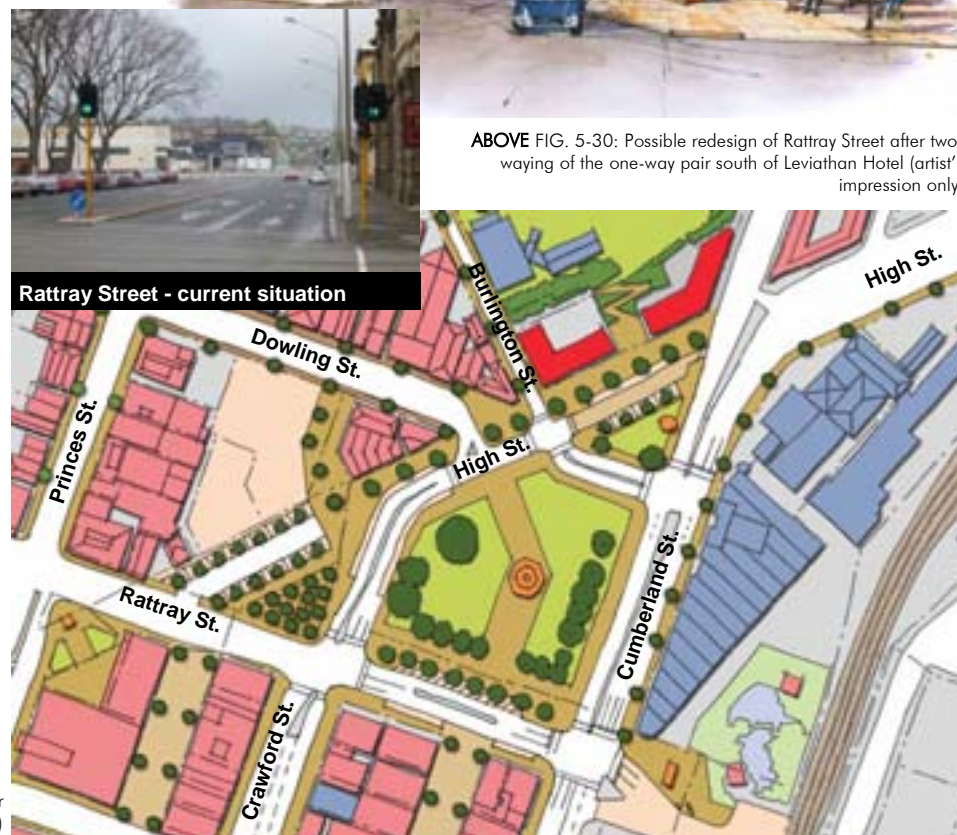 ABOVE FIG. 5-30: Possible redesign of Rattray Street after two
waying of the one-way pair south of Leviathan Hotel (artist'
impression only
Rattray Street - current situation
High St.
Burlington St.
Dowling St.
Princes St.
High St.
Rattray St.
Cumberland St.
Crawford St.